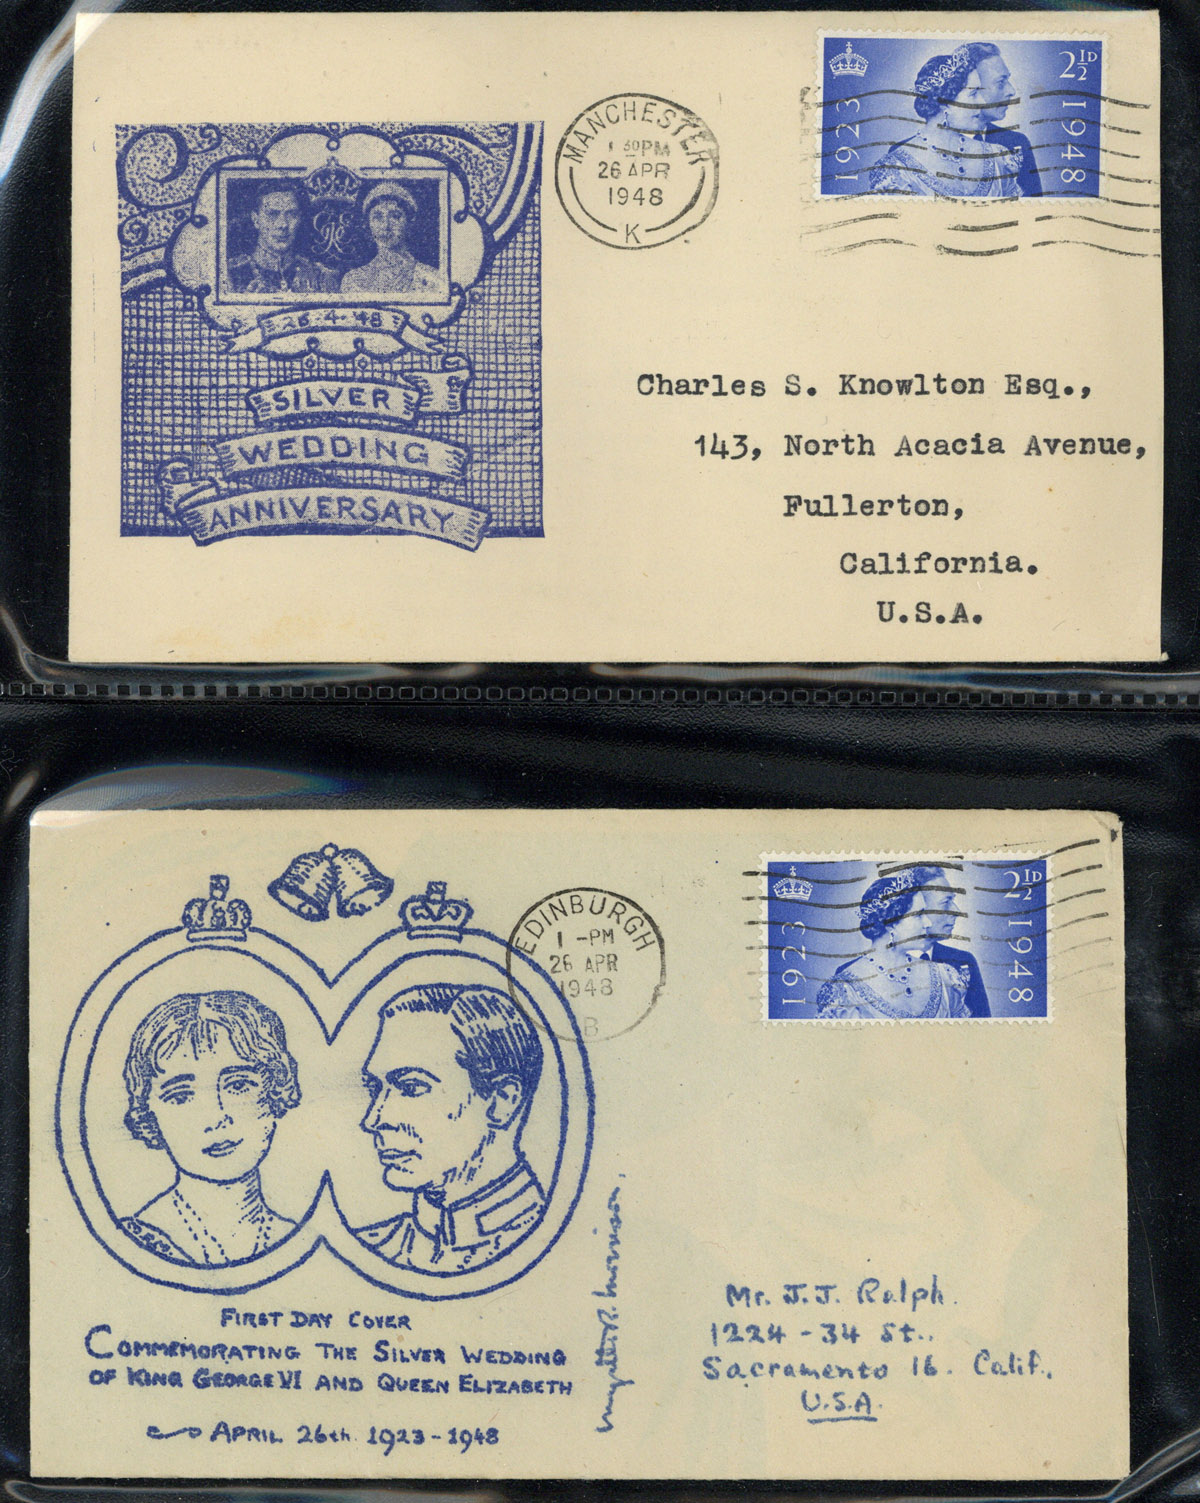 MANCHESTER
1 30 PM
26 APR
1948
K
1923
2½D
1948
26·4·'48
SILVER
WEDDING
ANNIVERSARY
Charles S. Knowlton Esq.,
143, North Acacia Avenue,
Fullerton,
California.
U.S.A.
EDINBURGH
1 -PM
26 APR
1948
B
1923
2½D
1948
FIRST DAY COVER
COMMEMORATING THE SILVER WEDDING
OF KING GEORGE VI AND QUEEN ELIZABETH
APRIL 26th 1923-1948
Mr. J.J. Ralph.
1224 - 34 St..
Sacramento 16. Calif.
U.S.A.